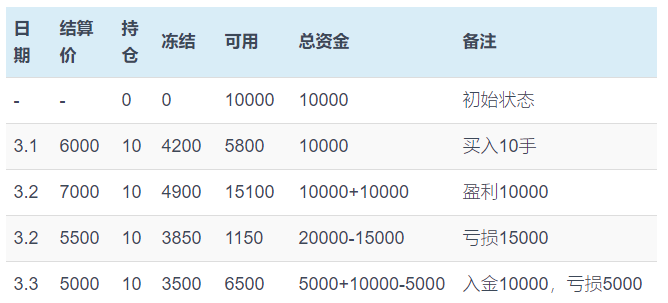 日期 结算价 持仓 冻结 可用 总资金 备注
- - 0 0 10000 10000 初始状态
3.1 6000 10 4200 5800 10000 买入10手
3.2 7000 10 4900 15100 10000+10000 盈利10000
3.2 5500 10 3850 1150 20000-15000 亏损15000
3.3 5000 10 3500 6500 5000+10000-5000 入金10000，亏损5000